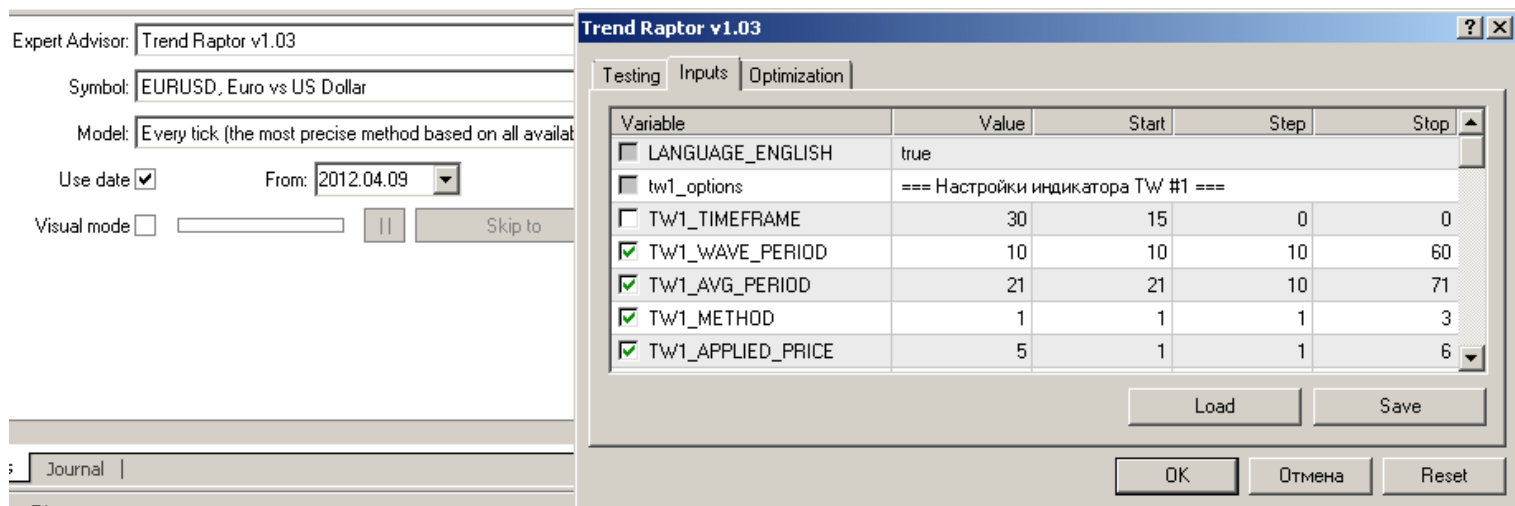 Expert Advisor: Trend Raptor v1.03
Symbol: EURUSD, Euro vs US Dollar
Model: Every tick (the most precise method based on all availab
Use date From: 2012.04.09
Visual mode Skip to
Journal
Trend Raptor v1.03
Testing Inputs Optimization
Variable Value Start Step Stop
LANGUAGE_ENGLISH true
tw1_options === Настройки индикатора TW #1 ===
TW1_TIMEFRAME 30 15 0 0
TW1_WAVE_PERIOD 10 10 10 60
TW1_AVG_PERIOD 21 21 10 71
TW1_METHOD 1 1 1 3
TW1_APPLIED_PRICE 5 1 1 6
Load Save
OK Отмена Reset